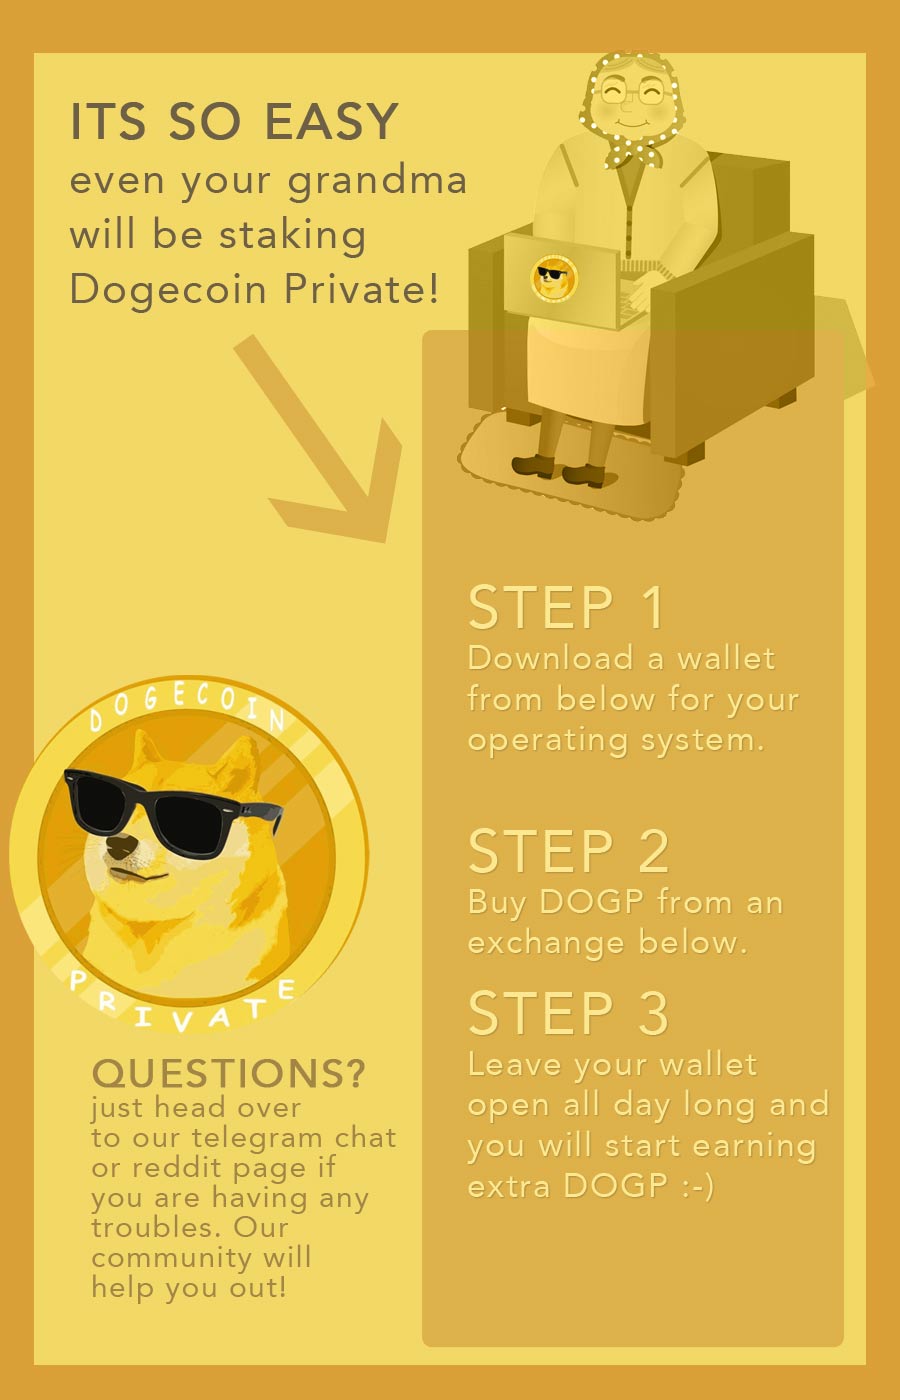 ITS SO EASY
even your grandma
will be staking
Dogecoin Private!
STEP 1
Download a wallet
from below for your
operating system.
STEP 2
Buy DOGP from an
exchange below.
STEP 3
Leave your wallet
open all day long and
you will start earning
extra DOGP :-)
DOGECOIN
PRIVATE
QUESTIONS?
just head over
to our telegram chat
or reddit page if
you are having any
troubles. Our
community will
help you out!